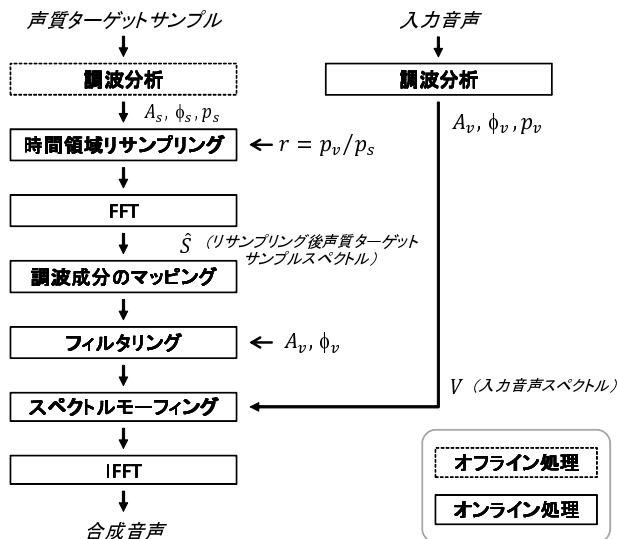 声質ターゲットサンプル
入力音声
調波分析
調波分析
A_s, ϕ_s, p_s
A_v, ϕ_v, p_v
時間領域リサンプリング
r = p_v/p_s
FFT
Ŝ (リサンプリング後声質ターゲット
サンプルスペクトル)
調波成分のマッピング
フィルタリング
A_v, ϕ_v
V (入力音声スペクトル)
スペクトルモーフィング
IFFT
合成音声
オフライン処理
オンライン処理